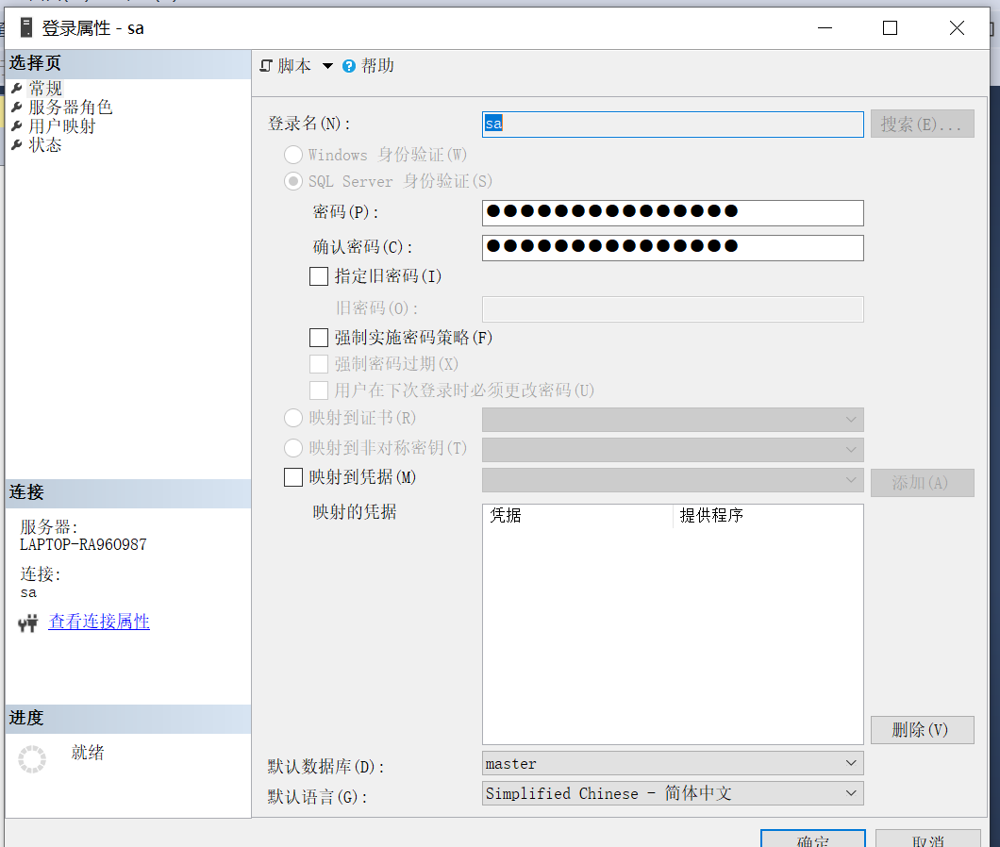 登录属性 - sa
选择页
常规
服务器角色
用户映射
状态
连接
服务器:
LAPTOP-RA960987
连接:
sa
查看连接属性
进度
就绪
脚本
帮助
登录名(N):
sa
搜索(E)...
Windows 身份验证(W)
SQL Server 身份验证(S)
密码(P):
●●●●●●●●●●●●●●●
确认密码(C):
●●●●●●●●●●●●●●●
指定旧密码(I)
旧密码(O):
强制实施密码策略(F)
强制密码过期(X)
用户在下次登录时必须更改密码(U)
映射到证书(R)
映射到非对称密钥(T)
映射到凭据(M)
添加(A)
映射的凭据
凭据 提供程序
删除(V)
默认数据库(D):
master
默认语言(G):
Simplified Chinese - 简体中文
确定
取消